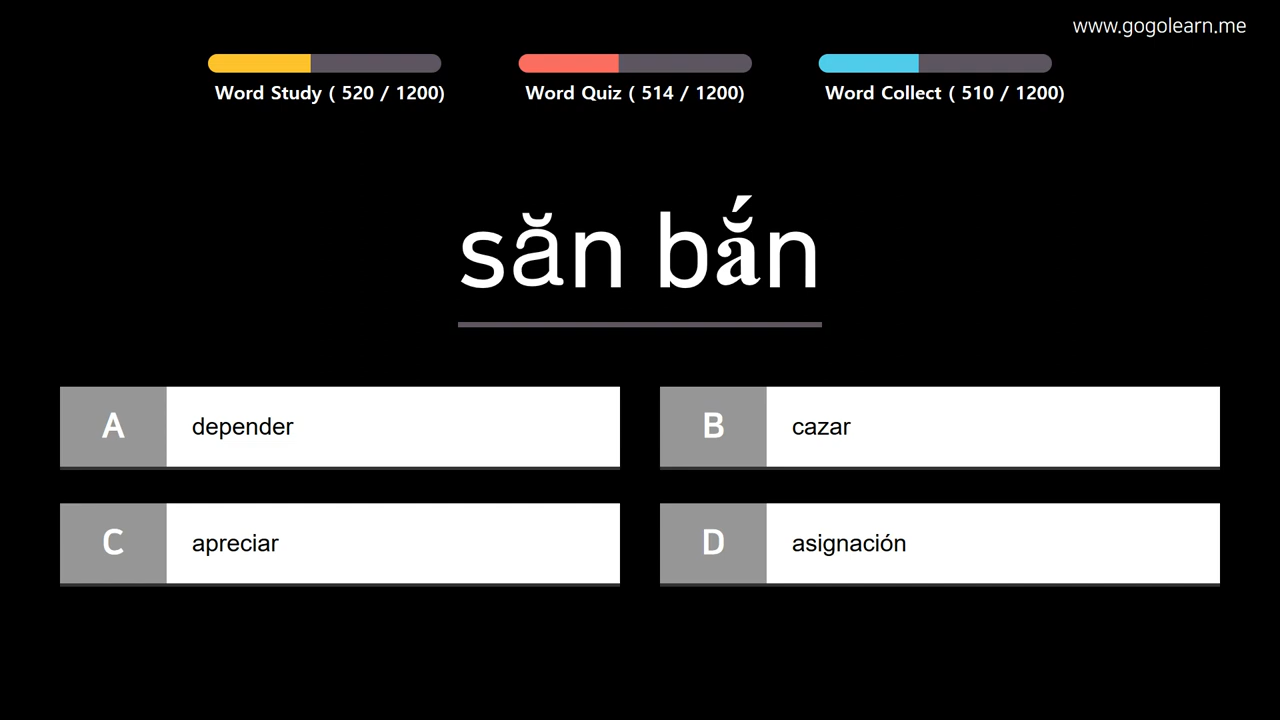 www.gogolearn.me
Word Study ( 520 / 1200)
Word Quiz ( 514 / 1200)
Word Collect ( 510 / 1200)
săn bắn
A depender
B cazar
C apreciar
D asignación